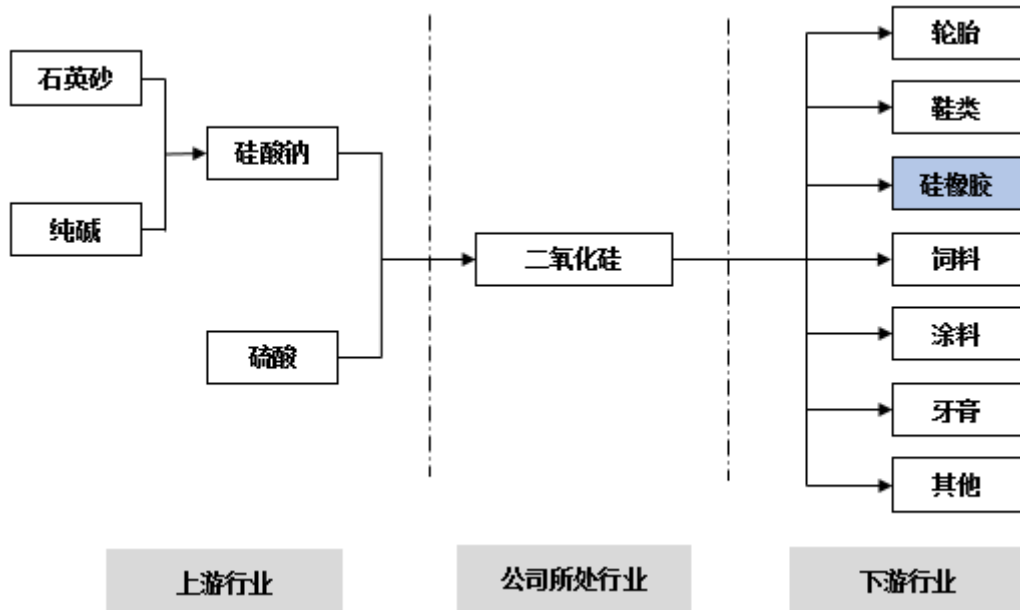 石英砂
纯碱
硅酸钠
硫酸
二氧化硅
轮胎
鞋类
硅橡胶
饲料
涂料
牙膏
其他
上游行业
公司所处行业
下游行业